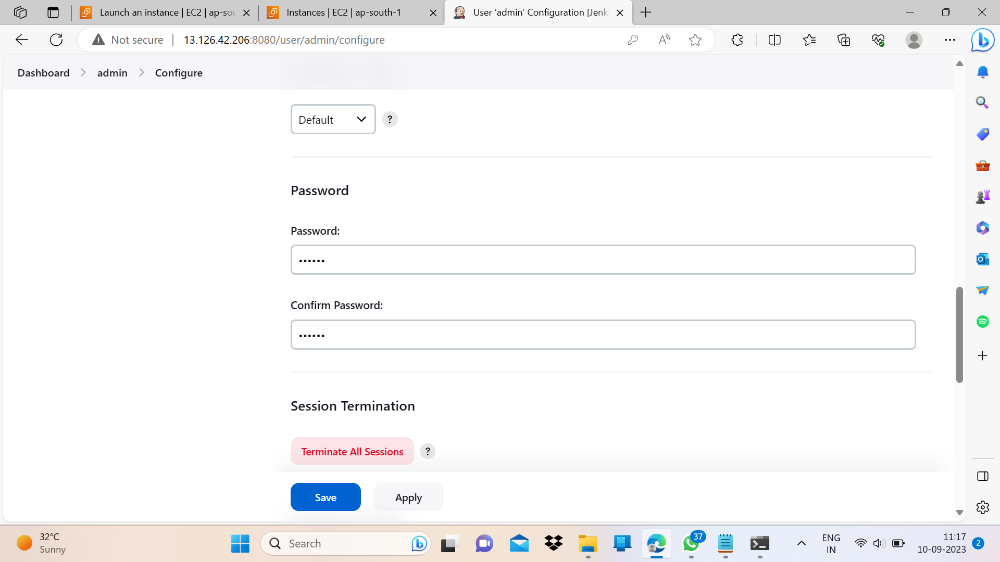 Launch an instance | EC2 | ap-sou
Instances | EC2 | ap-south-1
User ‘admin’ Configuration [Jenki
Not secure
13.126.42.206:8080/user/admin/configure
Dashboard
admin
Configure
Default
?
Password
Password:
••••••
Confirm Password:
••••••
Session Termination
Terminate All Sessions
?
Save
Apply
32°C
Sunny
Search
37
ENG
IN
11:17
10-09-2023
2